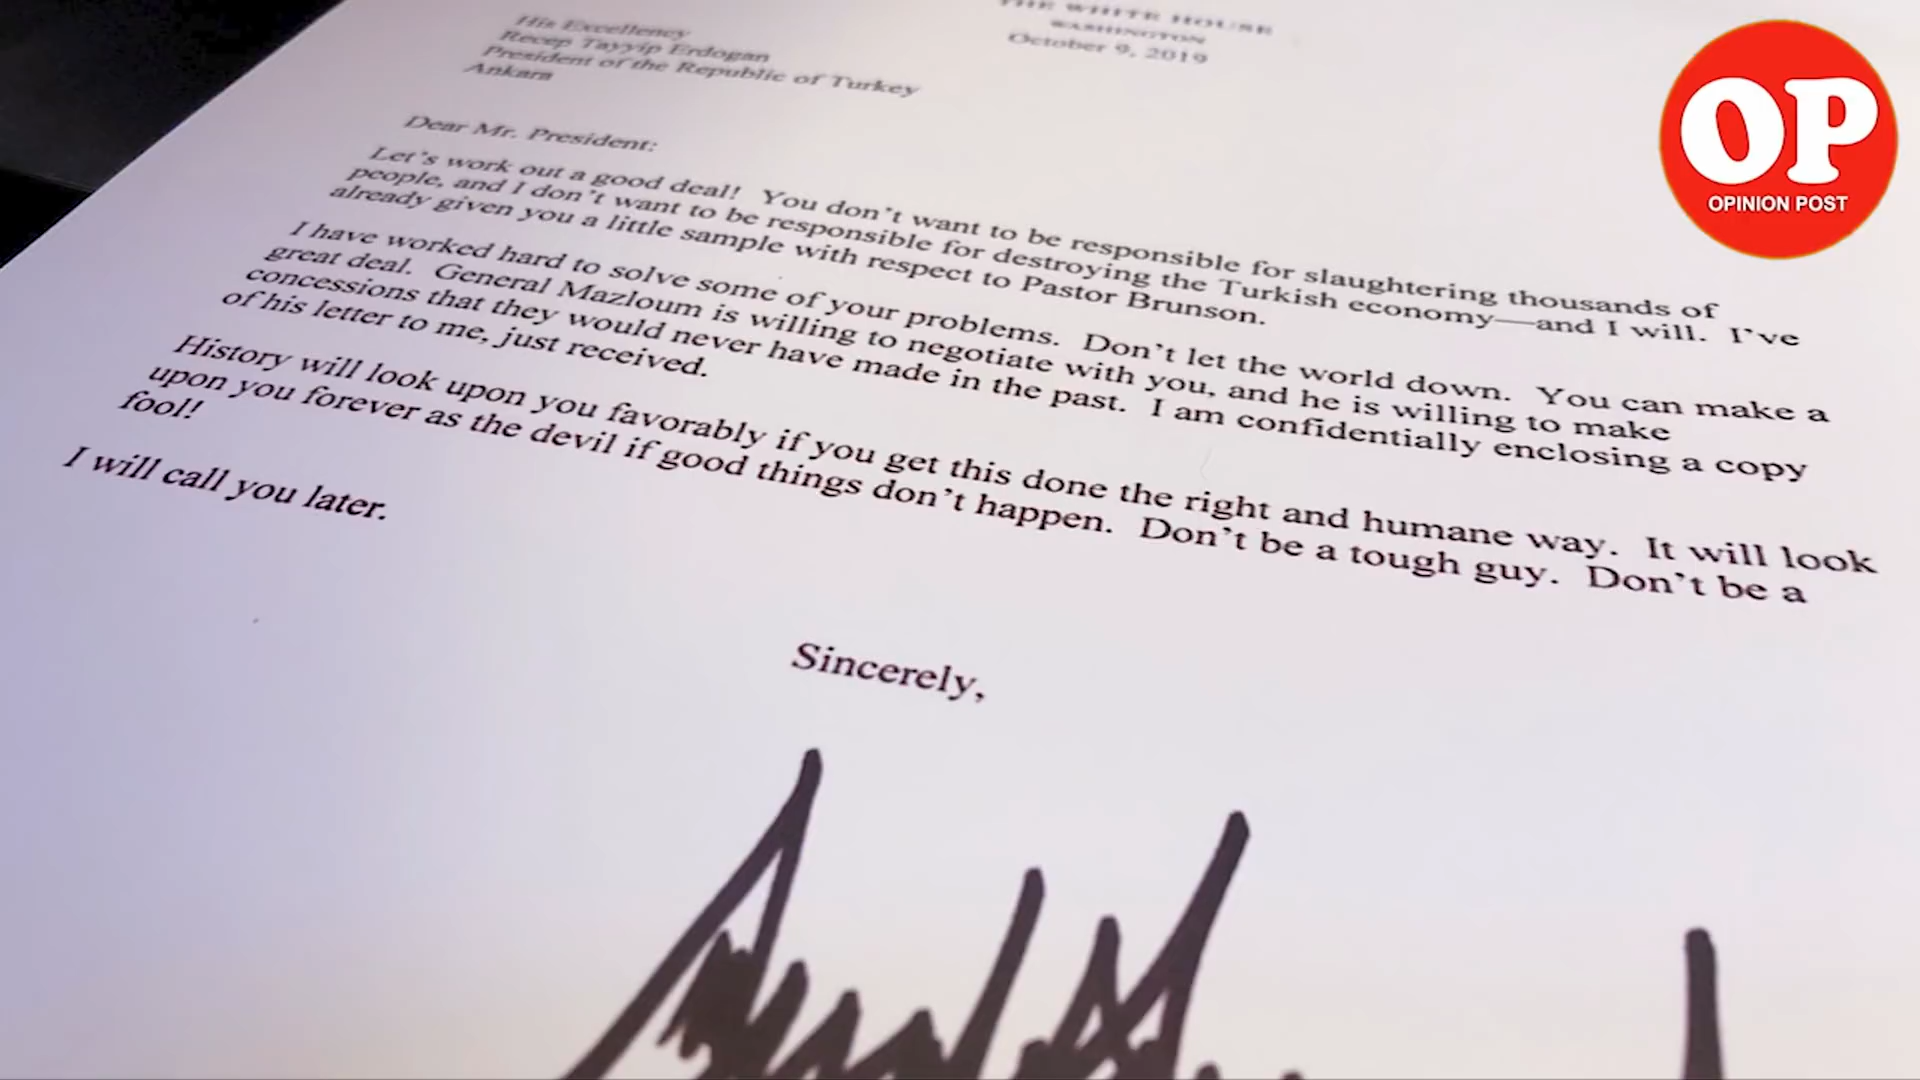 THE WHITE HOUSE
WASHINGTON
October 9, 2019
His Excellency
Recep Tayyip Erdogan
President of the Republic of Turkey
Ankara
Dear Mr. President:
Let's work out a good deal!  You don't want to be responsible for slaughtering thousands of
people, and I don't want to be responsible for destroying the Turkish economy—and I will.  I've
already given you a little sample with respect to Pastor Brunson.
I have worked hard to solve some of your problems.  Don't let the world down.  You can make a
great deal.  General Mazloum is willing to negotiate with you, and he is willing to make
concessions that they would never have made in the past.  I am confidentially enclosing a copy
of his letter to me, just received.
History will look upon you favorably if you get this done the right and humane way.  It will look
upon you forever as the devil if good things don't happen.  Don't be a tough guy.  Don't be a
fool!
I will call you later.
Sincerely,
OP
OPINION POST